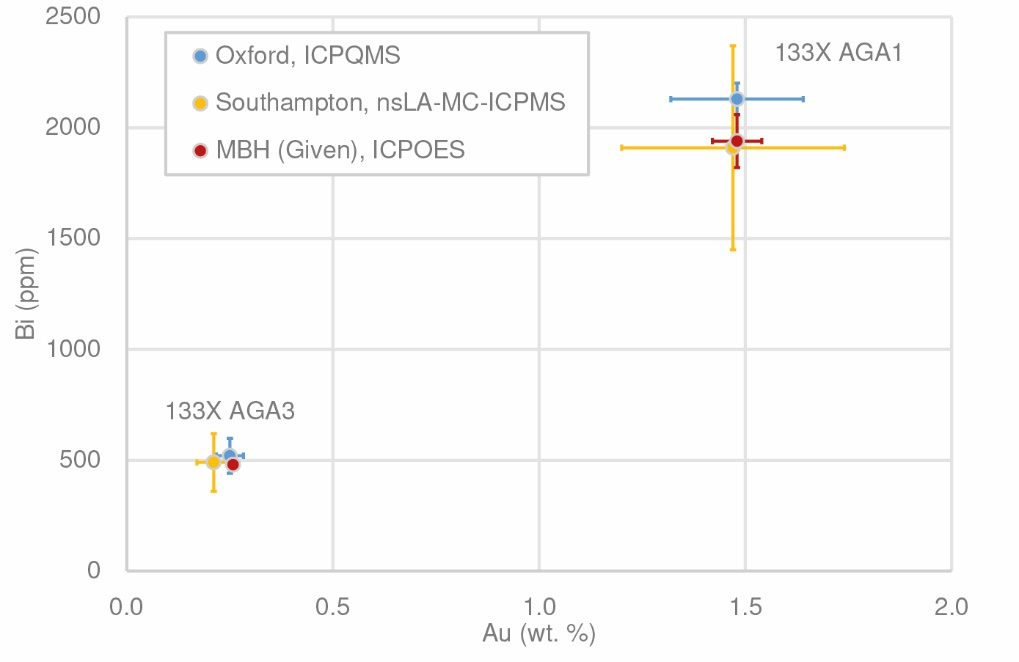 2500
Oxford, ICPQMS
133X AGA1
Southampton, nsLA-MC-ICPMS
2000
MBH (Given), ICPOES
1500
Bi (ppm)
1000
133X AGA3
500
0
0.0 0.5 1.0 1.5 2.0
Au (wt. %)